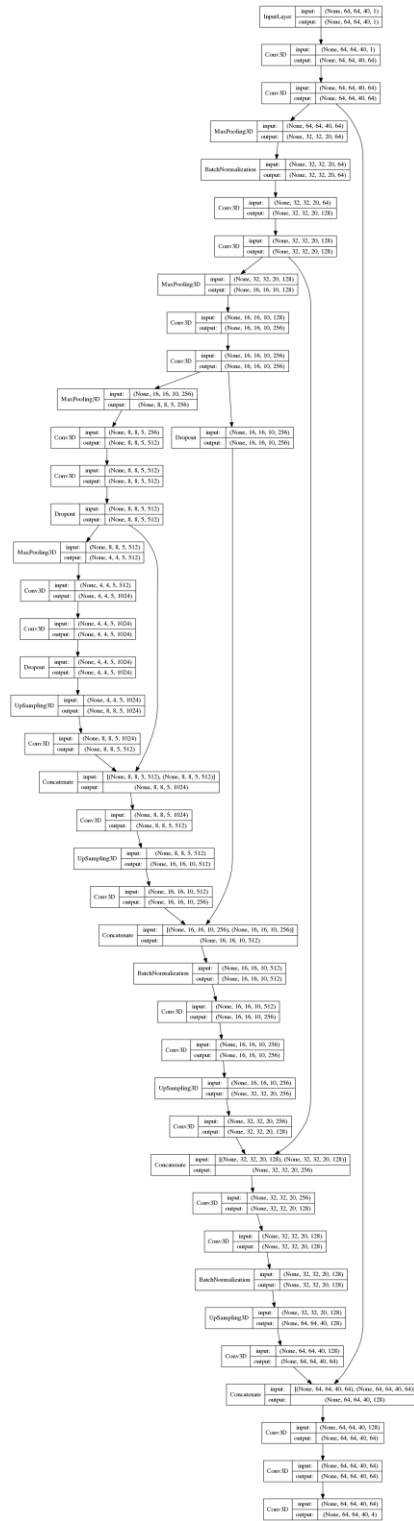 InputLayer
input: (None, 64, 64, 40, 1)
output: (None, 64, 64, 40, 1)
Conv3D
input: (None, 64, 64, 40, 1)
output: (None, 64, 64, 40, 64)
Conv3D
input: (None, 64, 64, 40, 64)
output: (None, 64, 64, 40, 64)
MaxPooling3D
input: (None, 64, 64, 40, 64)
output: (None, 32, 32, 20, 64)
BatchNormalization
input: (None, 32, 32, 20, 64)
output: (None, 32, 32, 20, 64)
Conv3D
input: (None, 32, 32, 20, 64)
output: (None, 32, 32, 20, 128)
Conv3D
input: (None, 32, 32, 20, 128)
output: (None, 32, 32, 20, 128)
MaxPooling3D
input: (None, 32, 32, 20, 128)
output: (None, 16, 16, 10, 128)
Conv3D
input: (None, 16, 16, 10, 128)
output: (None, 16, 16, 10, 256)
Conv3D
input: (None, 16, 16, 10, 256)
output: (None, 16, 16, 10, 256)
MaxPooling3D
input: (None, 16, 16, 10, 256)
output: (None, 8, 8, 5, 256)
Conv3D
input: (None, 8, 8, 5, 256)
output: (None, 8, 8, 5, 512)
Dropout
input: (None, 16, 16, 10, 256)
output: (None, 16, 16, 10, 256)
Conv3D
input: (None, 8, 8, 5, 512)
output: (None, 8, 8, 5, 512)
Dropout
input: (None, 8, 8, 5, 512)
output: (None, 8, 8, 5, 512)
MaxPooling3D
input: (None, 8, 8, 5, 512)
output: (None, 4, 4, 5, 512)
Conv3D
input: (None, 4, 4, 5, 512)
output: (None, 4, 4, 5, 1024)
Conv3D
input: (None, 4, 4, 5, 1024)
output: (None, 4, 4, 5, 1024)
Dropout
input: (None, 4, 4, 5, 1024)
output: (None, 4, 4, 5, 1024)
UpSampling3D
input: (None, 4, 4, 5, 1024)
output: (None, 8, 8, 5, 1024)
Conv3D
input: (None, 8, 8, 5, 1024)
output: (None, 8, 8, 5, 512)
Concatenate
input: [(None, 8, 8, 5, 512), (None, 8, 8, 5, 512)]
output: (None, 8, 8, 5, 1024)
Conv3D
input: (None, 8, 8, 5, 1024)
output: (None, 8, 8, 5, 512)
UpSampling3D
input: (None, 8, 8, 5, 512)
output: (None, 16, 16, 10, 512)
Conv3D
input: (None, 16, 16, 10, 512)
output: (None, 16, 16, 10, 256)
Concatenate
input: [(None, 16, 16, 10, 256), (None, 16, 16, 10, 256)]
output: (None, 16, 16, 10, 512)
BatchNormalization
input: (None, 16, 16, 10, 512)
output: (None, 16, 16, 10, 512)
Conv3D
input: (None, 16, 16, 10, 512)
output: (None, 16, 16, 10, 256)
Conv3D
input: (None, 16, 16, 10, 256)
output: (None, 16, 16, 10, 256)
UpSampling3D
input: (None, 16, 16, 10, 256)
output: (None, 32, 32, 20, 256)
Conv3D
input: (None, 32, 32, 20, 256)
output: (None, 32, 32, 20, 128)
Concatenate
input: [(None, 32, 32, 20, 128), (None, 32, 32, 20, 128)]
output: (None, 32, 32, 20, 256)
Conv3D
input: (None, 32, 32, 20, 256)
output: (None, 32, 32, 20, 128)
Conv3D
input: (None, 32, 32, 20, 128)
output: (None, 32, 32, 20, 128)
BatchNormalization
input: (None, 32, 32, 20, 128)
output: (None, 32, 32, 20, 128)
UpSampling3D
input: (None, 32, 32, 20, 128)
output: (None, 64, 64, 40, 128)
Conv3D
input: (None, 64, 64, 40, 128)
output: (None, 64, 64, 40, 64)
Concatenate
input: [(None, 64, 64, 40, 64), (None, 64, 64, 40, 64)]
output: (None, 64, 64, 40, 128)
Conv3D
input: (None, 64, 64, 40, 128)
output: (None, 64, 64, 40, 64)
Conv3D
input: (None, 64, 64, 40, 64)
output: (None, 64, 64, 40, 64)
Conv3D
input: (None, 64, 64, 40, 64)
output: (None, 64, 64, 40, 4)